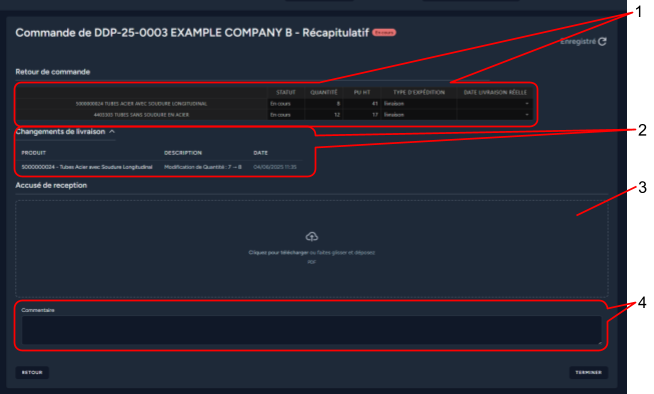 Commande de DDP-25-0003 EXAMPLE COMPANY B - Récapitulatif En cours
Enregistré
Retour de commande
STATUT QUANTITÉ PU HT TYPE D'EXPÉDITION DATE LIVRAISON RÉELLE
5000000024 TUBES ACIER AVEC SOUDURE LONGITUDINAL En cours 8 41 livraison
4403303 TUBES SANS SOUDURE EN ACIER En cours 12 17 livraison
Changements de livraison
PRODUIT DESCRIPTION DATE
5000000024 - Tubes Acier avec Soudure Longitudinal Modification de Quantité : 7 → 8 04/06/2025 11:35
Accusé de reception
Cliquez pour télécharger ou faites glisser et déposez
PDF
Commentaire
RETOUR TERMINER
1
2
3
4